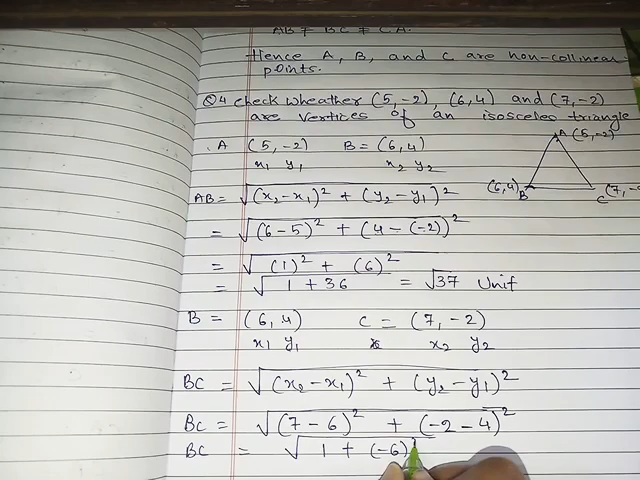 AB ≠ BC ≠ CA.
Hence A, B, and C are non-collinear
points.
Q4 check wheather (5,-2), (6,4) and (7,-2)
are vertices of an isosceles triangle
A (5,-2) B = (6,4)
x₁ y₁ x₂ y₂
A (5,-2)
(6,4) B
C (7,-
AB = √(x₂-x₁)² + (y₂-y₁)²
= √(6-5)² + (4-(-2))²
= √(1)² + (6)²
= √1+36 = √37 Unit
B = (6,4) C = (7,-2)
x₁ y₁ x₂ y₂
BC = √(x₂-x₁)² + (y₂-y₁)²
BC = √(7-6)² + (-2-4)²
BC = √1 + (-6)²